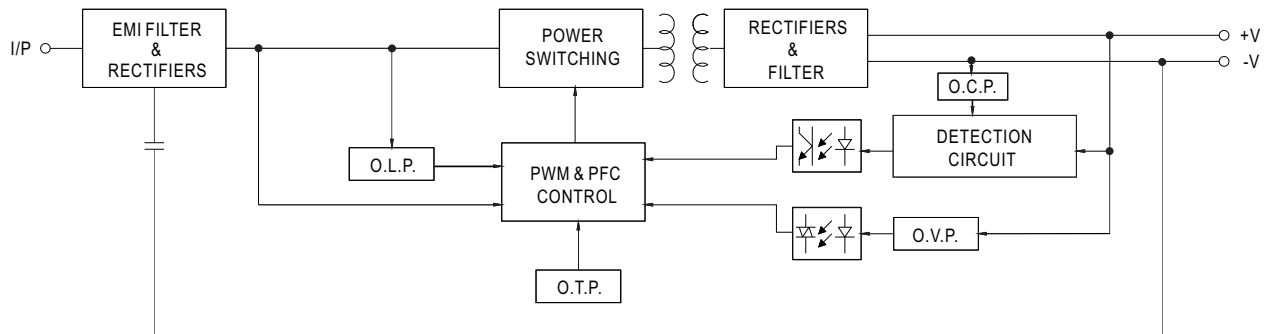 I/P
EMI FILTER
&
RECTIFIERS
POWER
SWITCHING
RECTIFIERS
&
FILTER
+V
-V
O.C.P.
DETECTION
CIRCUIT
O.L.P.
PWM & PFC
CONTROL
O.V.P.
O.T.P.